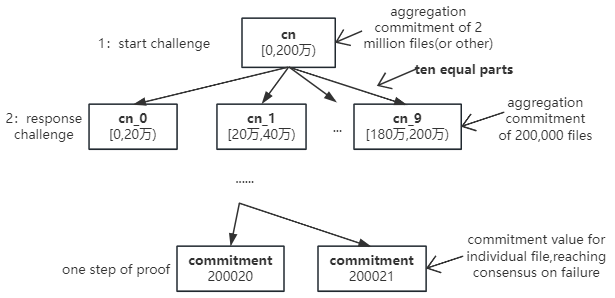 aggregation
commitment of 2
million files(or other)
1：start challenge
cn
[0,200万)
ten equal parts
2：response
challenge
cn_0
[0,20万)
cn_1
[20万,40万)
...
cn_9
[180万,200万)
aggregation
commitment
of 200,000 files
......
one step of proof
commitment
200020
commitment
200021
commitment value for
individual file,reaching
consensus on failure